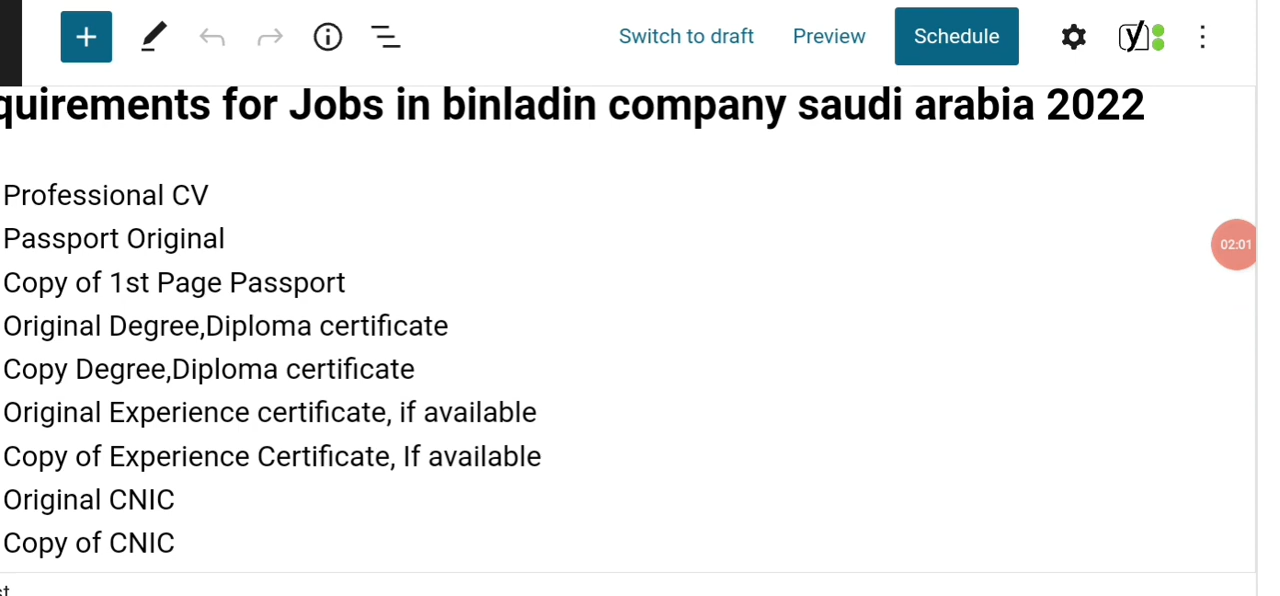 Switch to draft Preview Schedule
quirements for Jobs in binladin company saudi arabia 2022
Professional CV
Passport Original
02:01
Copy of 1st Page Passport
Original Degree,Diploma certificate
Copy Degree,Diploma certificate
Original Experience certificate, if available
Copy of Experience Certificate, If available
Original CNIC
Copy of CNIC